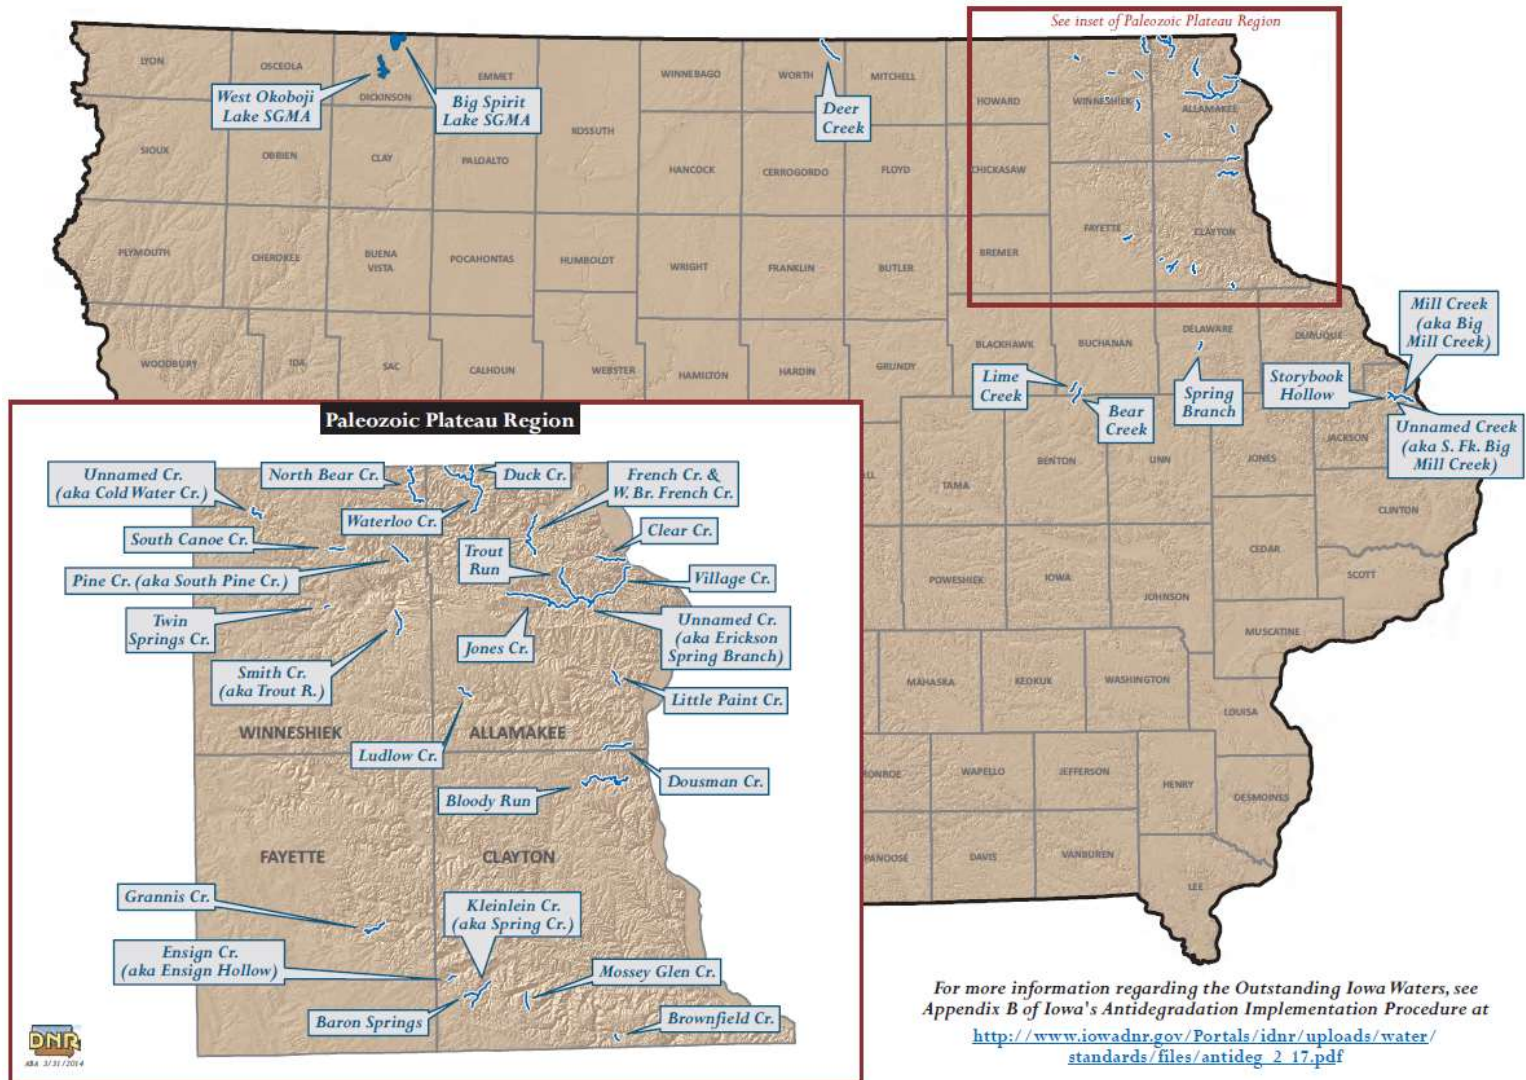 See inset of Paleozoic Plateau Region
LYON
OSCEOLA
DICKINSON
EMMET
KOSSUTH
WINNEBAGO
WORTH
MITCHELL
HOWARD
WINNESHIEK
ALLAMAKEE
West Okoboji
Lake SGMA
Big Spirit
Lake SGMA
Deer
Creek
SIOUX
OBRIEN
CLAY
PALOALTO
HANCOCK
CERROGORDO
FLOYD
CHICKASAW
PLYMOUTH
CHEROKEE
BUENA
VISTA
POCAHONTAS
HUMBOLDT
WRIGHT
FRANKLIN
BUTLER
BREMER
FAYETTE
CLAYTON
WOODBURY
IDA
SAC
CALHOUN
WEBSTER
HAMILTON
HARDIN
GRUNDY
BLACKHAWK
BUCHANAN
DELAWARE
DUBUQUE
Mill Creek
(aka Big
Mill Creek)
Lime
Creek
Bear
Creek
Spring
Branch
Storybook
Hollow
Unnamed Creek
(aka S. Fk. Big
Mill Creek)
JACKSON
TAMA
BENTON
LINN
JONES
CLINTON
CEDAR
SCOTT
POWESHIEK
IOWA
JOHNSON
MUSCATINE
MAHASKA
KEOKUK
WASHINGTON
LOUISA
WAPELLO
JEFFERSON
HENRY
DESMOINES
DAVIS
VANBUREN
LEE
Paleozoic Plateau Region
Unnamed Cr.
(aka Cold Water Cr.)
North Bear Cr.
Duck Cr.
French Cr. &
W. Br. French Cr.
Waterloo Cr.
South Canoe Cr.
Clear Cr.
Trout
Run
Pine Cr. (aka South Pine Cr.)
Village Cr.
Twin
Springs Cr.
Jones Cr.
Unnamed Cr.
(aka Erickson
Spring Branch)
Smith Cr.
(aka Trout R.)
Little Paint Cr.
WINNESHIEK
ALLAMAKEE
Ludlow Cr.
Dousman Cr.
Bloody Run
FAYETTE
CLAYTON
Grannis Cr.
Kleinlein Cr.
(aka Spring Cr.)
Ensign Cr.
(aka Ensign Hollow)
Mossey Glen Cr.
Baron Springs
Brownfield Cr.
DNR
ABA 3/31/2014
For more information regarding the Outstanding Iowa Waters, see
Appendix B of Iowa's Antidegradation Implementation Procedure at
http://www.iowadnr.gov/Portals/idnr/uploads/water/
standards/files/antideg_2_17.pdf